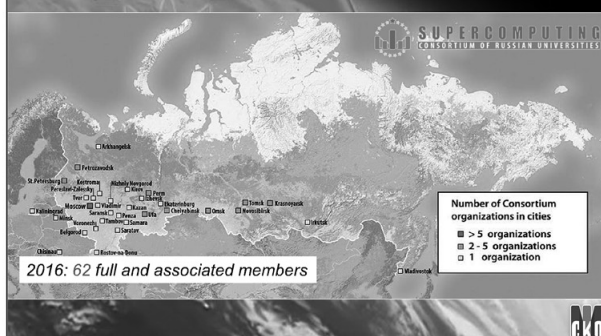 SUPERCOMPUTING
CONSORTIUM OF RUSSIAN UNIVERSITIES
Arkhangelsk
Petrozavodsk
St.Petersburg
Kostroma
Nizhniy Novgorod
Pereslavl-Zalessky
Kirov
Perm
Tver
Izhevsk
Moscow
Vladimir
Kazan
Ekaterinburg
Tomsk
Krasnoyarsk
Kaliningrad
Saransk
Ufa
Chelyabinsk
Omsk
Novosibirsk
Minsk
Penza
Voronezh
Tambov
Samara
Irkutsk
Belgorod
Saratov
Chisinau
Rostov-na-Donu
Vladivostok
Number of Consortium
organizations in cities
> 5 organizations
2 - 5 organizations
1 organization
2016: 62 full and associated members
СКЦ